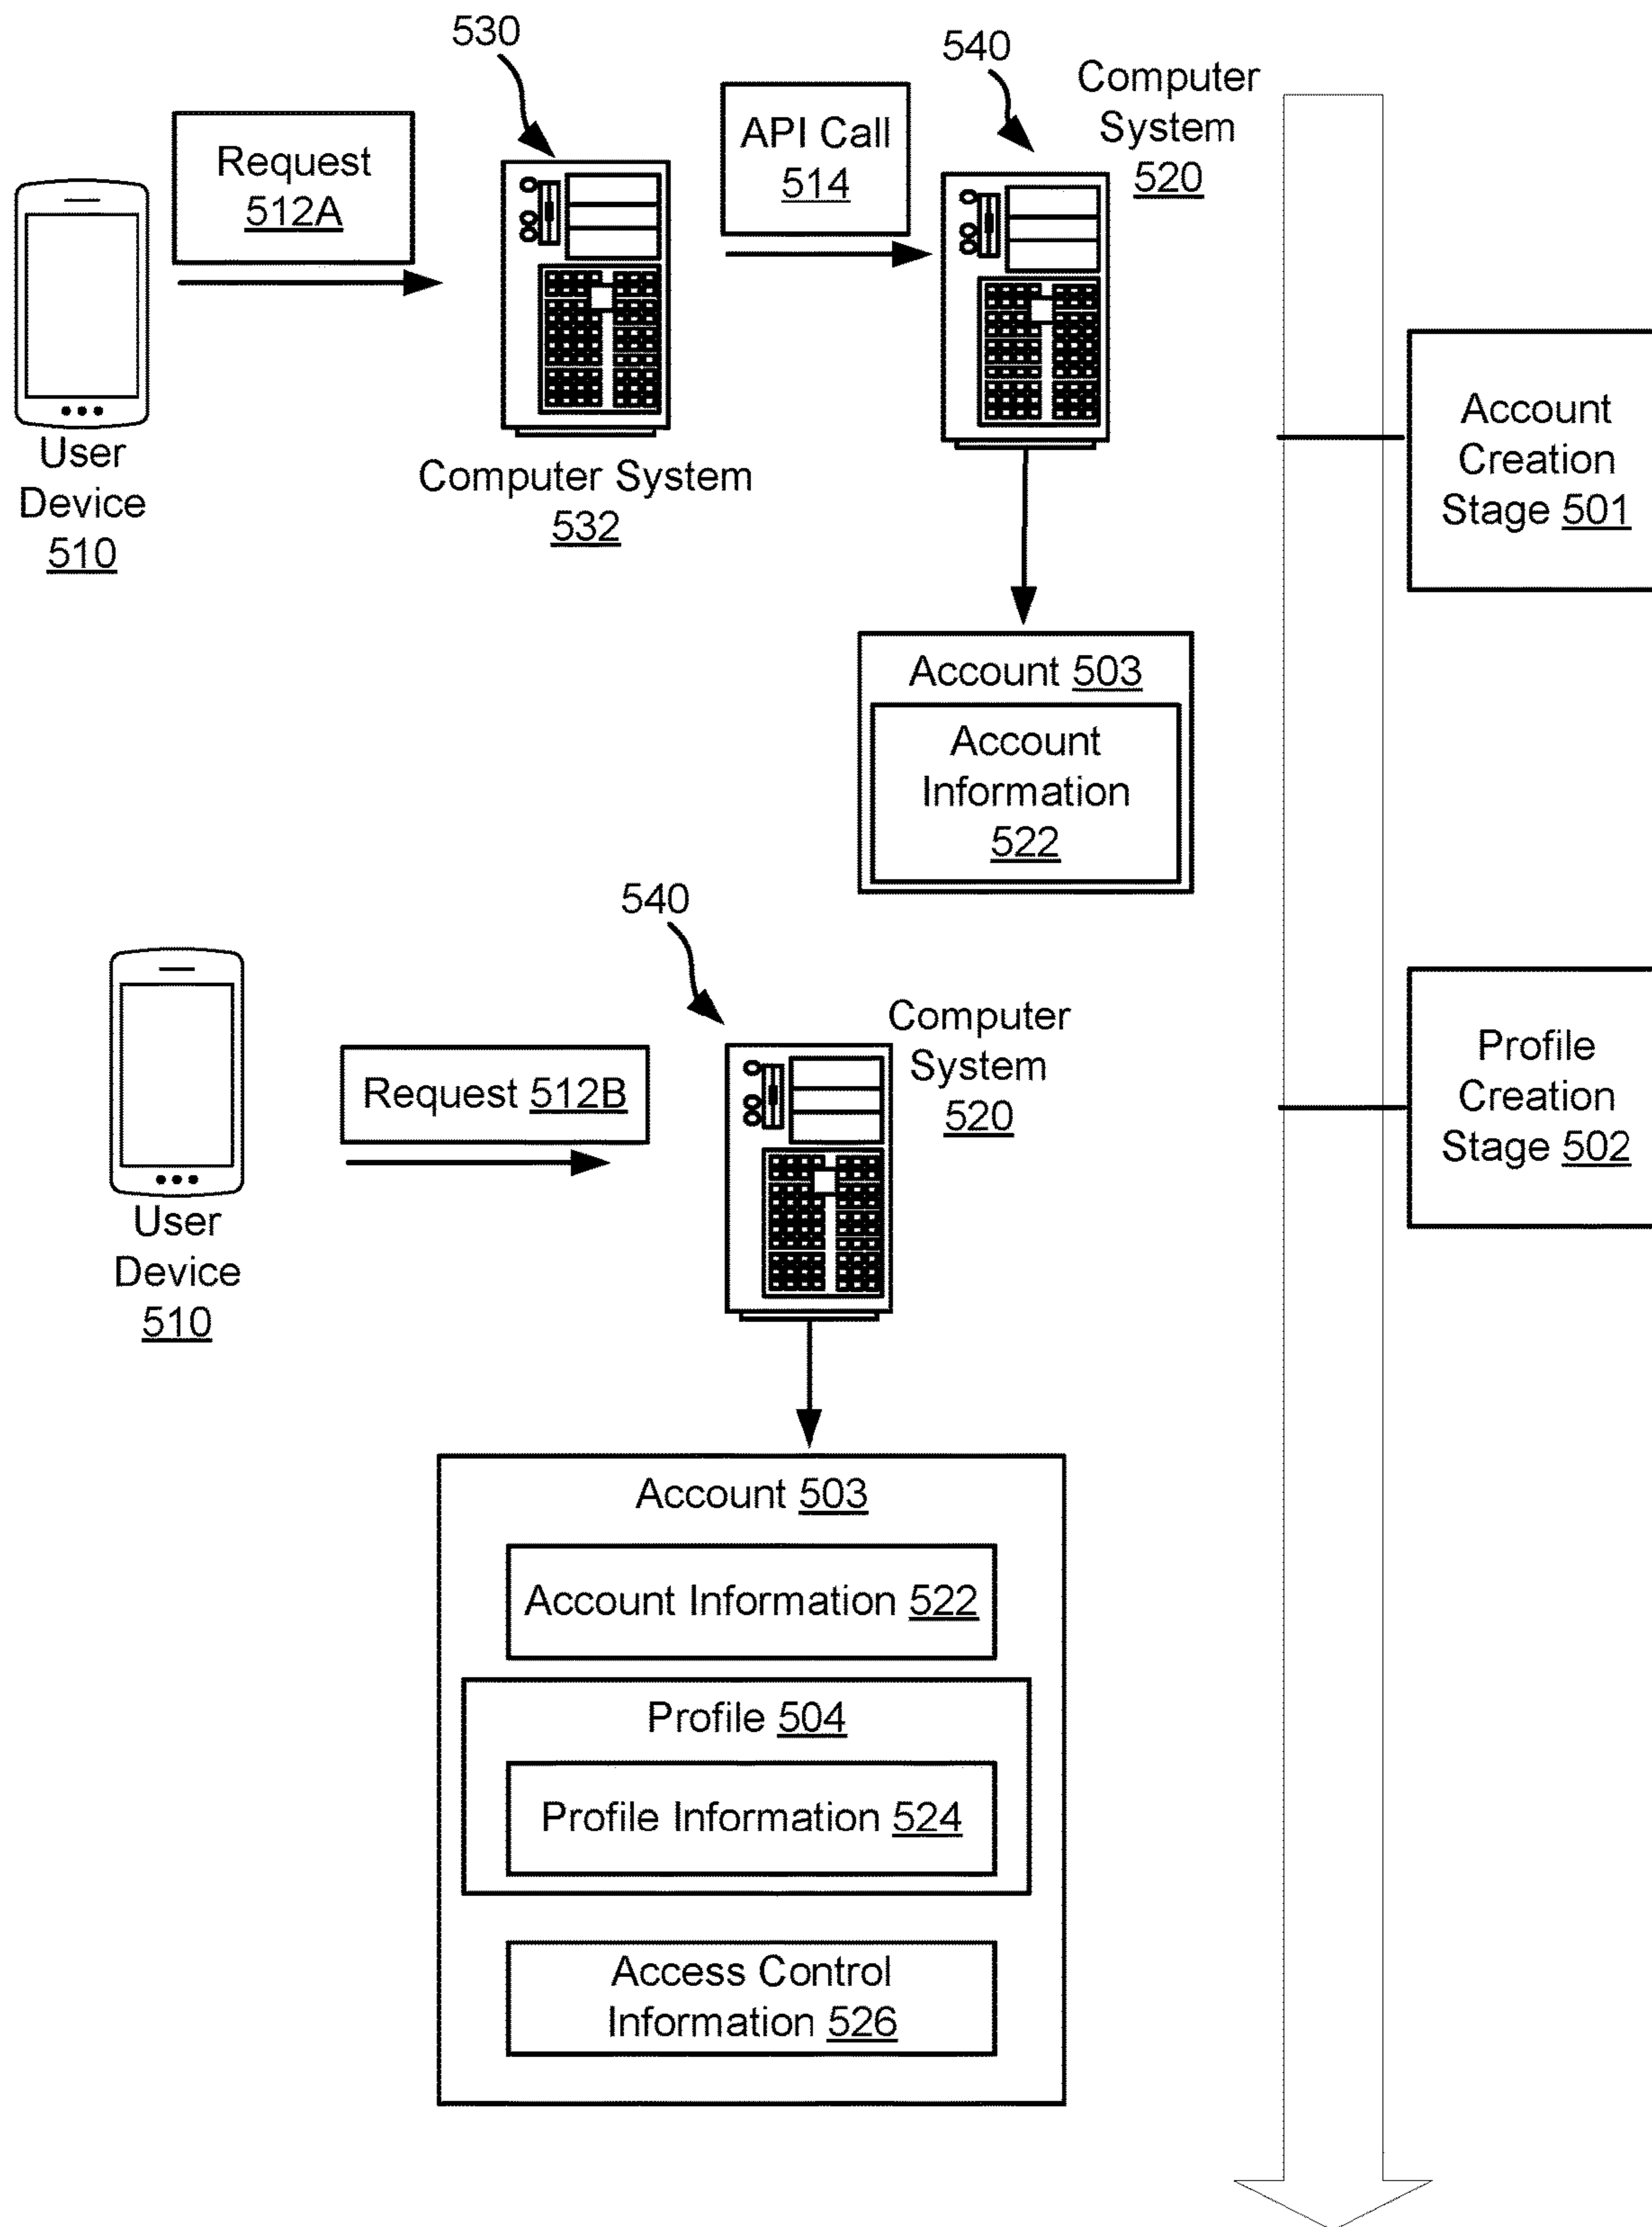 530
540
Computer
System
520
Request
512A
API Call
514
User
Device
510
Computer System
532
Account
Creation
Stage 501
Account 503
Account
Information
522
540
Computer
System
520
Request 512B
User
Device
510
Profile
Creation
Stage 502
Account 503
Account Information 522
Profile 504
Profile Information 524
Access Control
Information 526